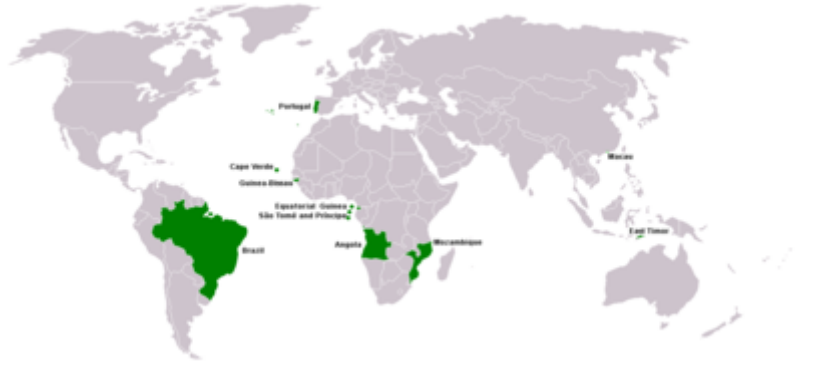 Portugal
Macau
Cape Verde
Guinea-Bissau
Equatorial Guinea
São Tomé and Príncipe
East Timor
Angola
Mozambique
Brazil